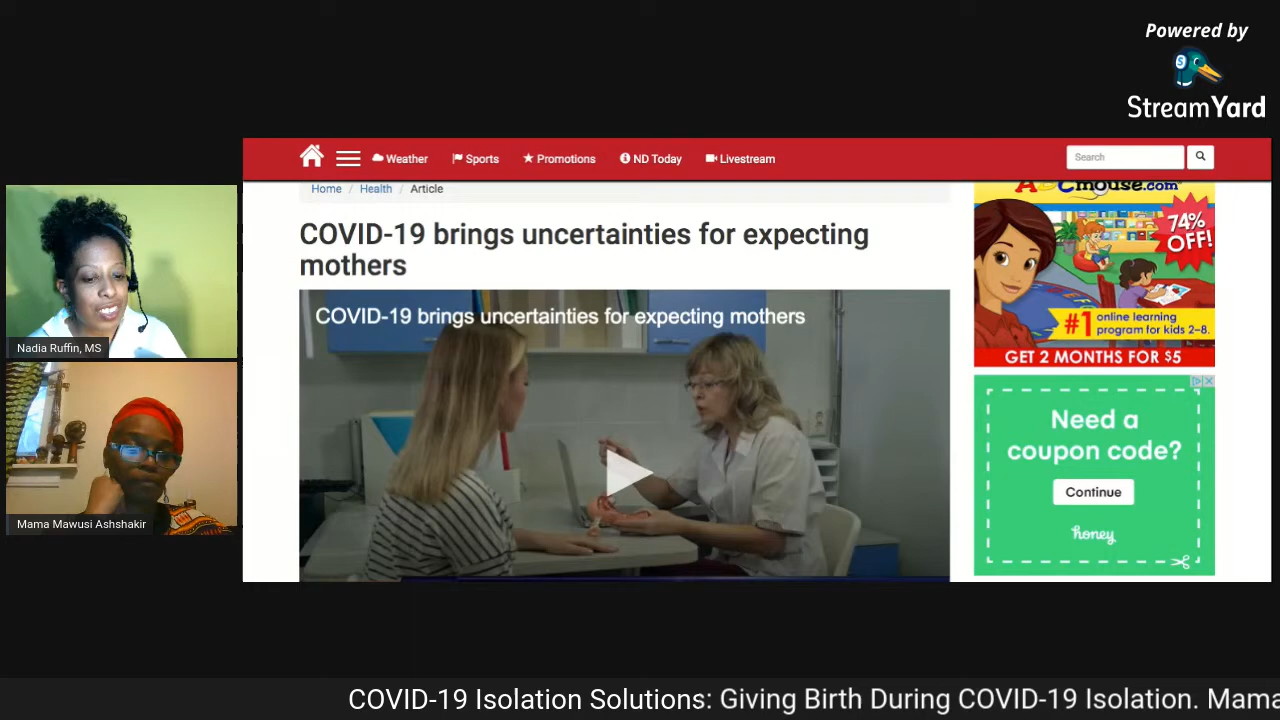 Powered by
StreamYard
Weather
Sports
Promotions
ND Today
Livestream
Search
Home / Health / Article
COVID-19 brings uncertainties for expecting
mothers
COVID-19 brings uncertainties for expecting mothers
ABCmouse.com
74%
OFF!
#1 online learning
program for kids 2-8.
GET 2 MONTHS FOR $5
Need a
coupon code?
Continue
honey
Nadia Ruffin, MS
Mama Mawusi Ashshakir
COVID-19 Isolation Solutions: Giving Birth During COVID-19 Isolation. Mama